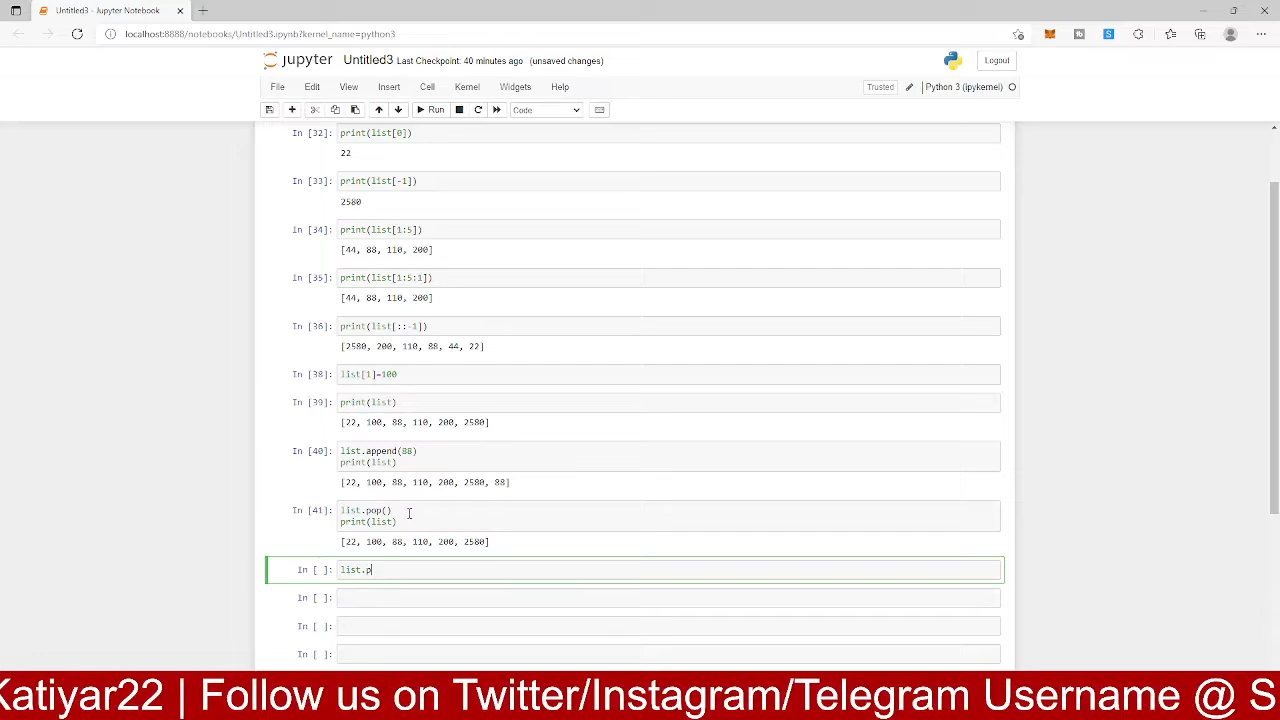 Untitled3 - Jupyter Notebook
localhost:8888/notebooks/Untitled3.ipynb?kernel_name=python3
jupyter Untitled3 Last Checkpoint: 40 minutes ago (unsaved changes) Logout
File Edit View Insert Cell Kernel Widgets Help Trusted Python 3 (ipykernel)
Run Code
In [32]: print(list[0])
22
In [33]: print(list[-1])
2580
In [34]: print(list[1:5])
[44, 88, 110, 200]
In [35]: print(list[1:5:1])
[44, 88, 110, 200]
In [36]: print(list[::-1])
[2580, 200, 110, 88, 44, 22]
In [38]: list[1]=100
In [39]: print(list)
[22, 100, 88, 110, 200, 2580]
In [40]: list.append(88)
print(list)
[22, 100, 88, 110, 200, 2580, 88]
In [41]: list.pop()
print(list)
[22, 100, 88, 110, 200, 2580]
In [ ]: list.p
In [ ]:
In [ ]:
In [ ]:
Katiyar22 | Follow us on Twitter/Instagram/Telegram Username @ S